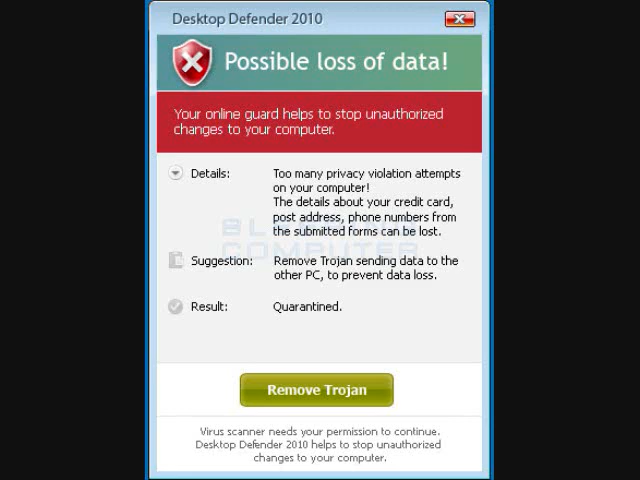 Desktop Defender 2010
Possible loss of data!
Your online guard helps to stop unauthorized
changes to your computer.
Details:
Too many privacy violation attempts
on your computer!
The details about your credit card,
post address, phone numbers from
the submitted forms can be lost.
BLEEPING
COMPUTER
Suggestion:
Remove Trojan sending data to the
other PC, to prevent data loss.
Result:
Quarantined.
Remove Trojan
Virus scanner needs your permission to continue.
Desktop Defender 2010 helps to stop unauthorized
changes to your computer.